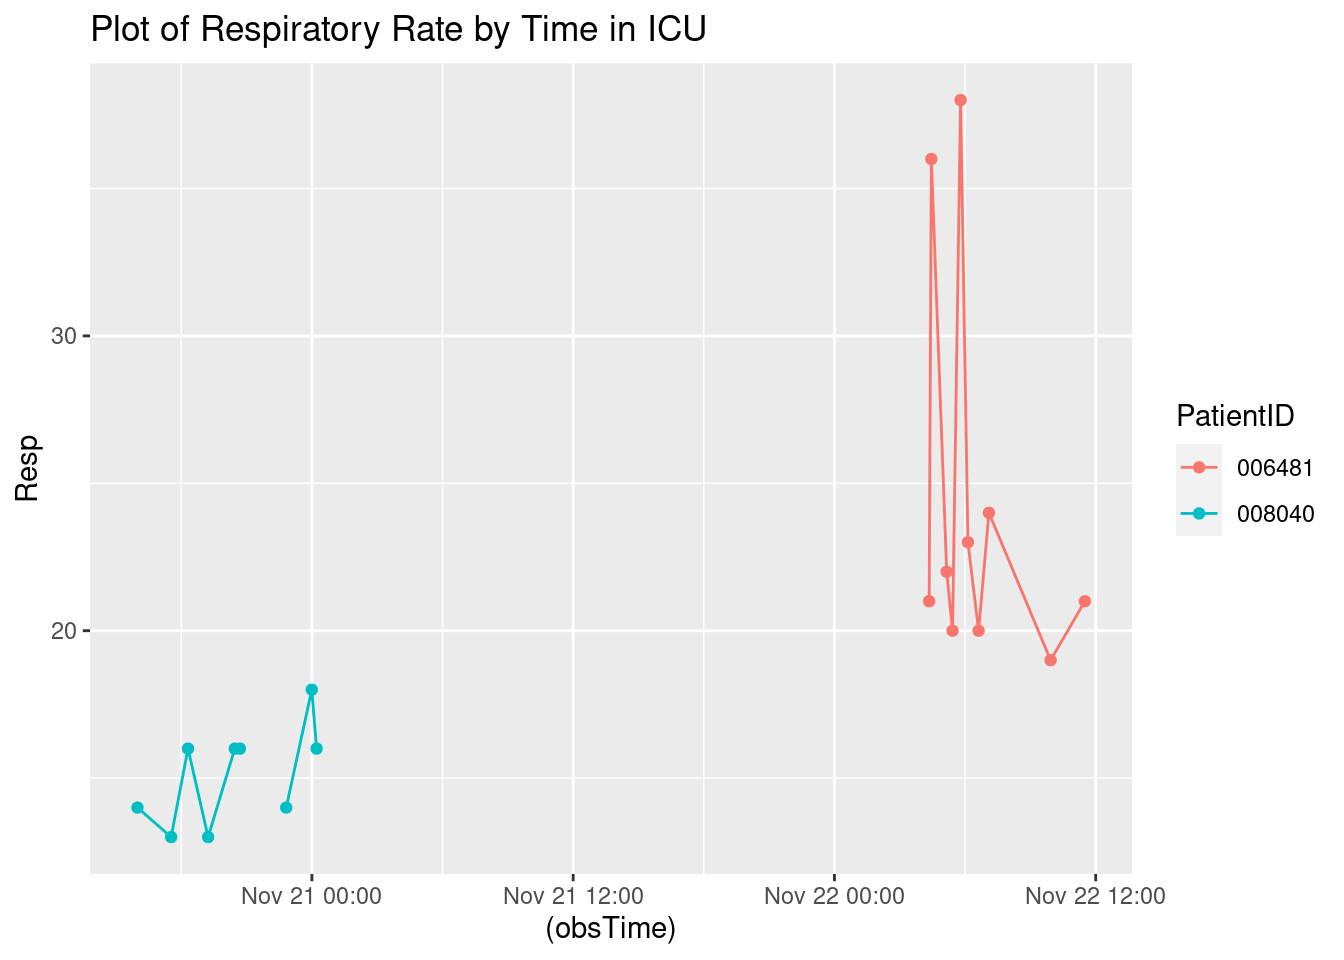 Plot of Respiratory Rate by Time in ICU
Resp
30
20
Nov 21 00:00
Nov 21 12:00
Nov 22 00:00
Nov 22 12:00
(obsTime)
PatientID
006481
008040